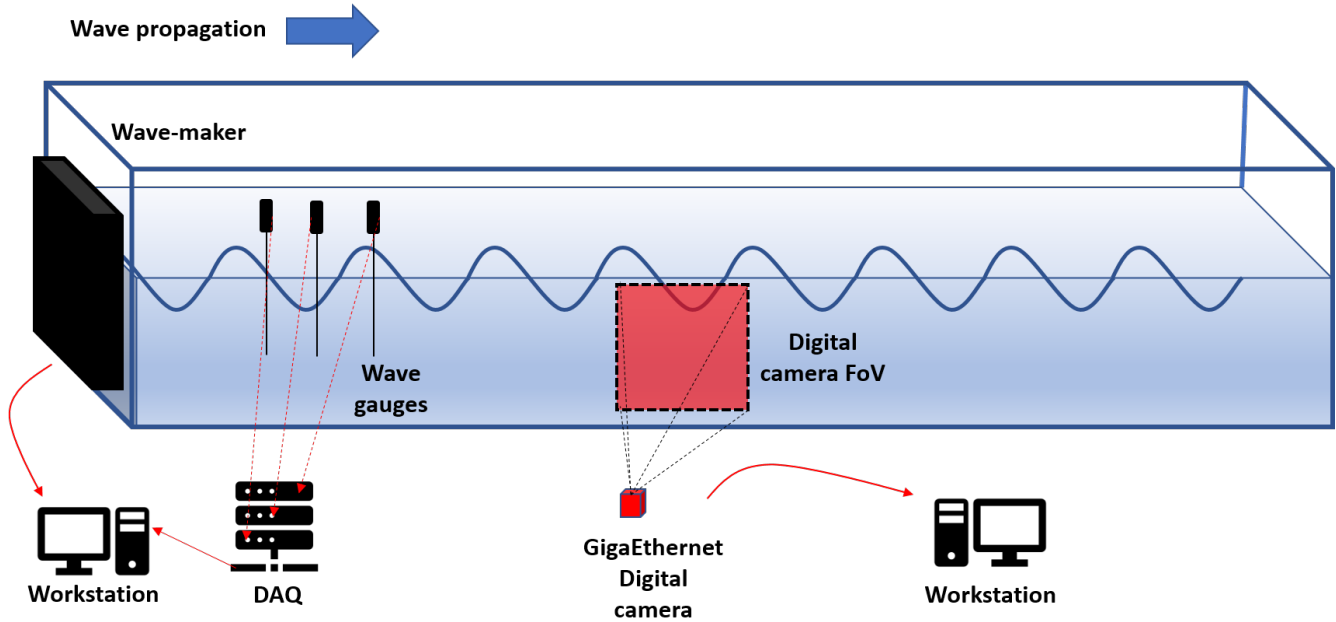 Wave propagation
Wave-maker
Wave
gauges
Digital
camera FoV
Workstation
DAQ
GigaEthernet
Digital
camera
Workstation